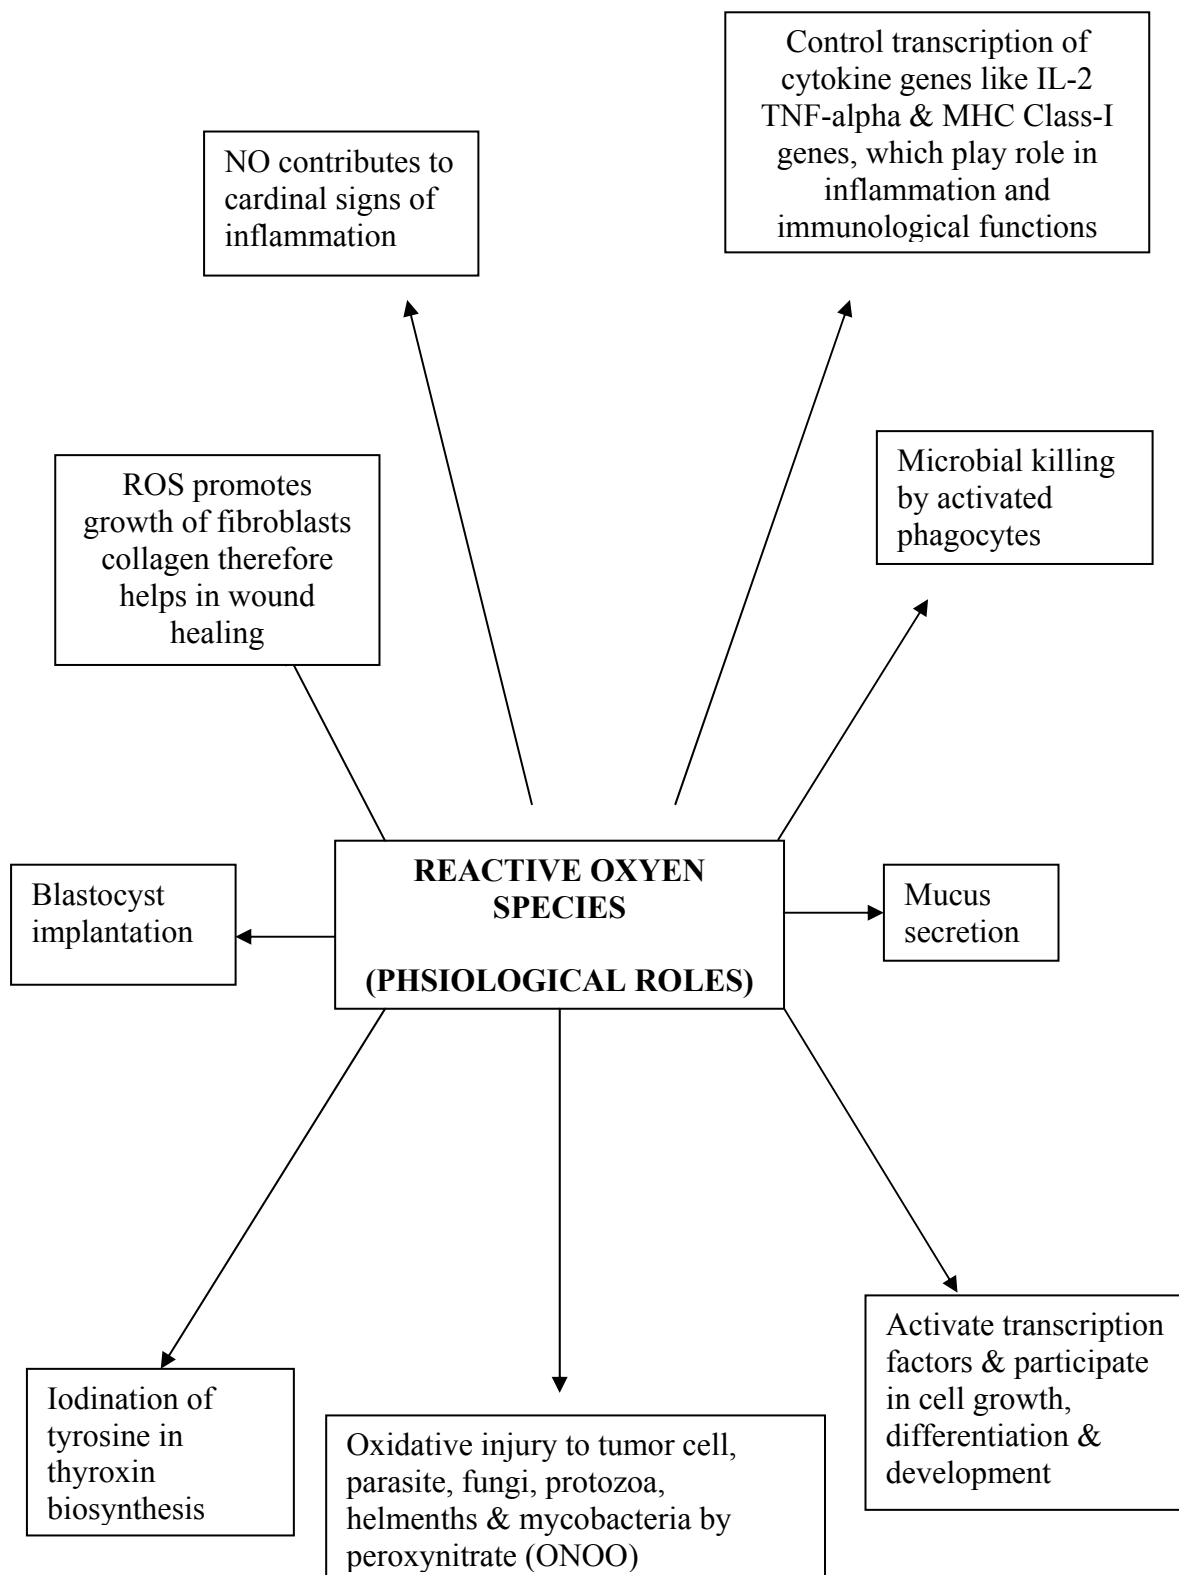 Control transcription of
cytokine genes like IL-2
TNF-alpha & MHC Class-I
genes, which play role in
inflammation and
immunological functions
NO contributes to
cardinal signs of
inflammation
Microbial killing
by activated
phagocytes
ROS promotes
growth of fibroblasts
collagen therefore
helps in wound
healing
REACTIVE OXYEN
SPECIES
(PHSIOLOGICAL ROLES)
Blastocyst
implantation
Mucus
secretion
Activate transcription
factors & participate
in cell growth,
differentiation &
development
Iodination of
tyrosine in
thyroxin
biosynthesis
Oxidative injury to tumor cell,
parasite, fungi, protozoa,
helmenths & mycobacteria by
peroxynitrate (ONOO)